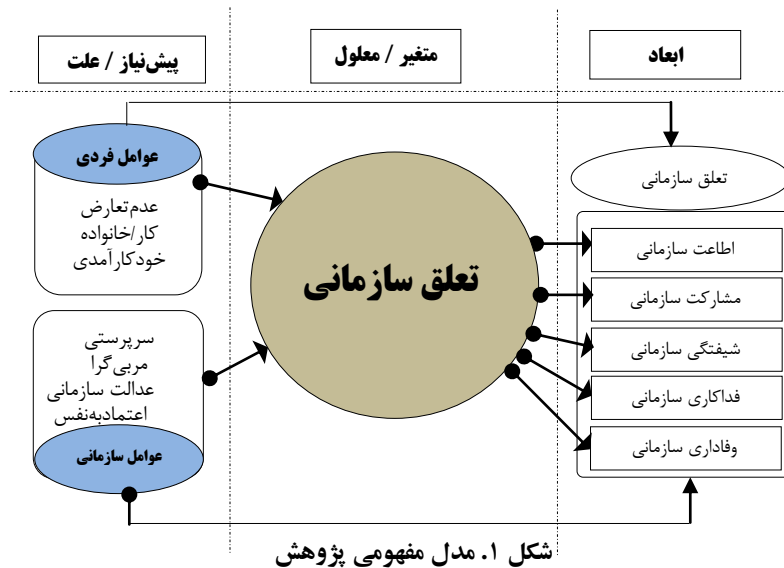 ابعاد
متغیر / معلول
پیش‌نیاز / علت
عوامل فردی
عدم‌تعارض
کار/خانواده
خودکارآمدی
سرپرستی
مربی‌گرا
عدالت سازمانی
اعتمادبه‌نفس
عوامل سازمانی
تعلق سازمانی
تعلق سازمانی
اطاعت سازمانی
مشارکت سازمانی
شیفتگی سازمانی
فداکاری سازمانی
وفاداری سازمانی
شکل ۱. مدل مفهومی پژوهش